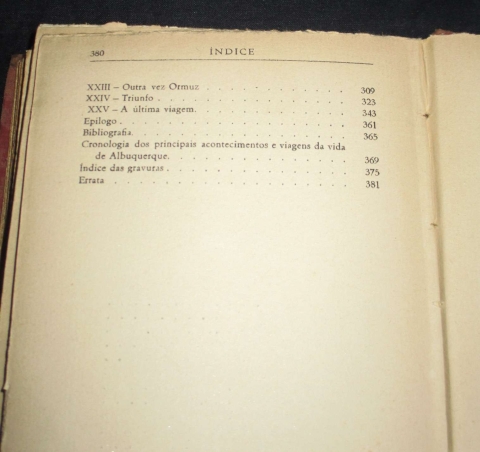 380 ÍNDICE
XXIII – Outra vez Ormuz . . . . . . . . . . . 309
XXIV – Triunfo . . . . . . . . . . . . . . 323
XXV – A última viagem. . . . . . . . . . . . 343
Epílogo . . . . . . . . . . . . . . . . . 361
Bibliografia. . . . . . . . . . . . . . . . 365
Cronologia dos principais acontecimentos e viagens da vida
de Albuquerque. . . . . . . . . . . . . 369
Índice das gravuras . . . . . . . . . . . . . 375
Errata . . . . . . . . . . . . . . . . . 381